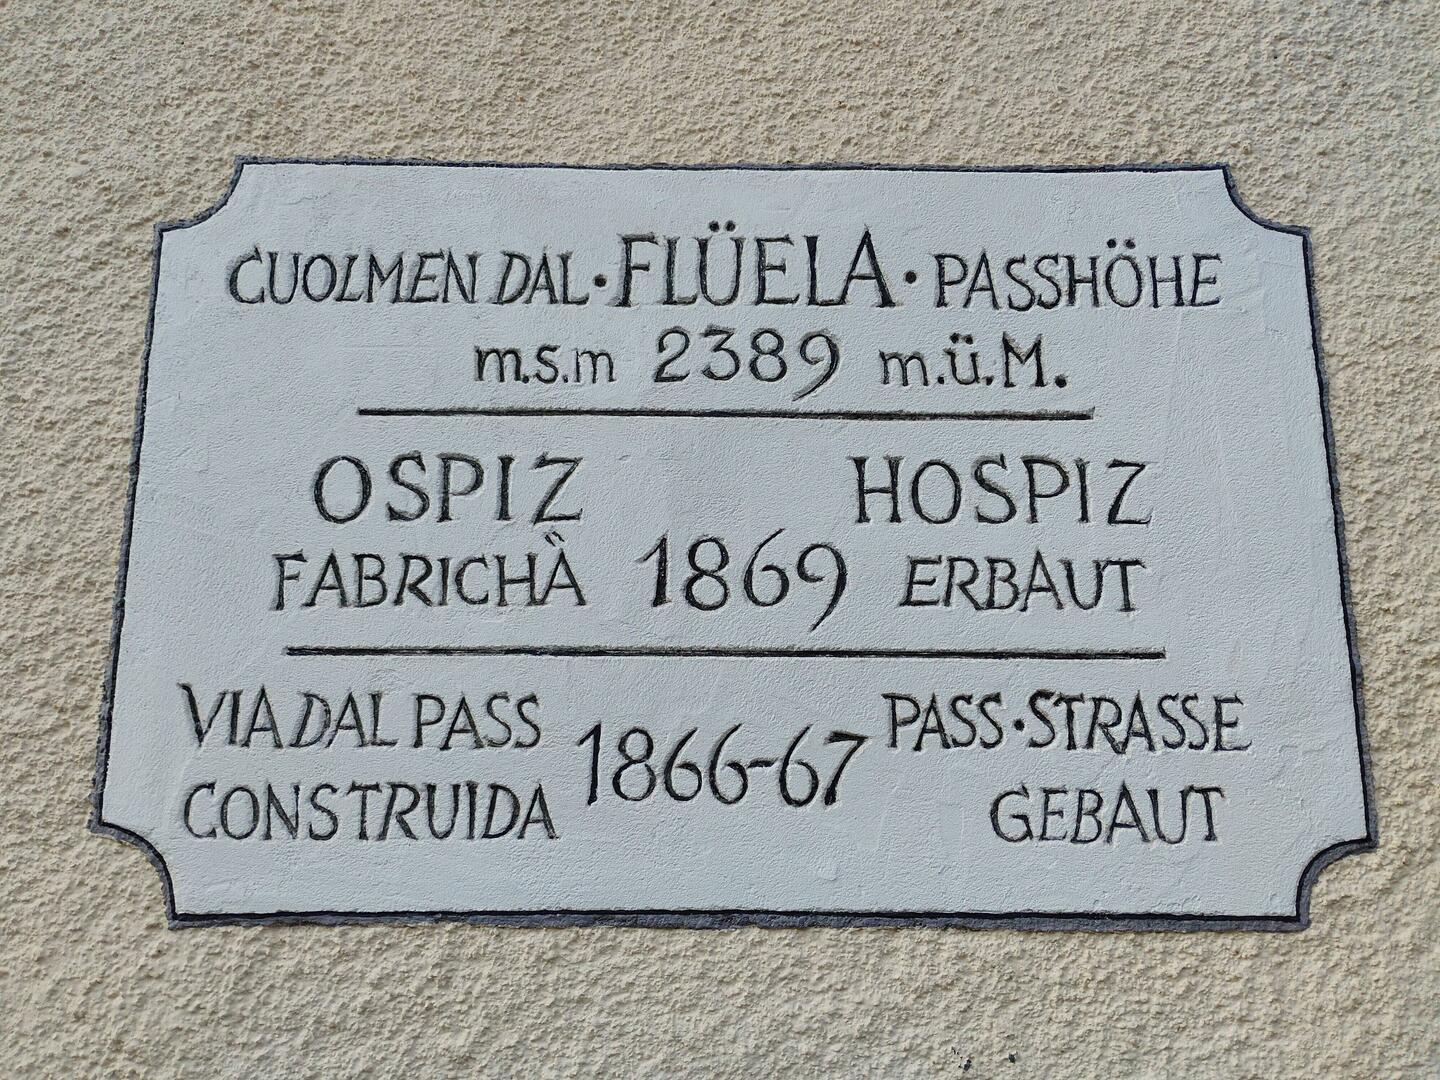 CUOLMEN DAL · FLÜELA · PASSHÖHE
m.s.m 2389 m.ü.M.
OSPIZ HOSPIZ
FABRICHÀ 1869 ERBAUT
VIA DAL PASS 1866-67 PASS·STRASSE
CONSTRUIDA GEBAUT